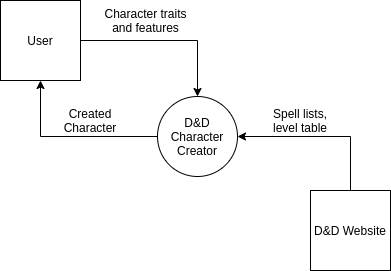 Character traits
and features
User
Created
Character
D&D
Character
Creator
Spell lists,
level table
D&D Website